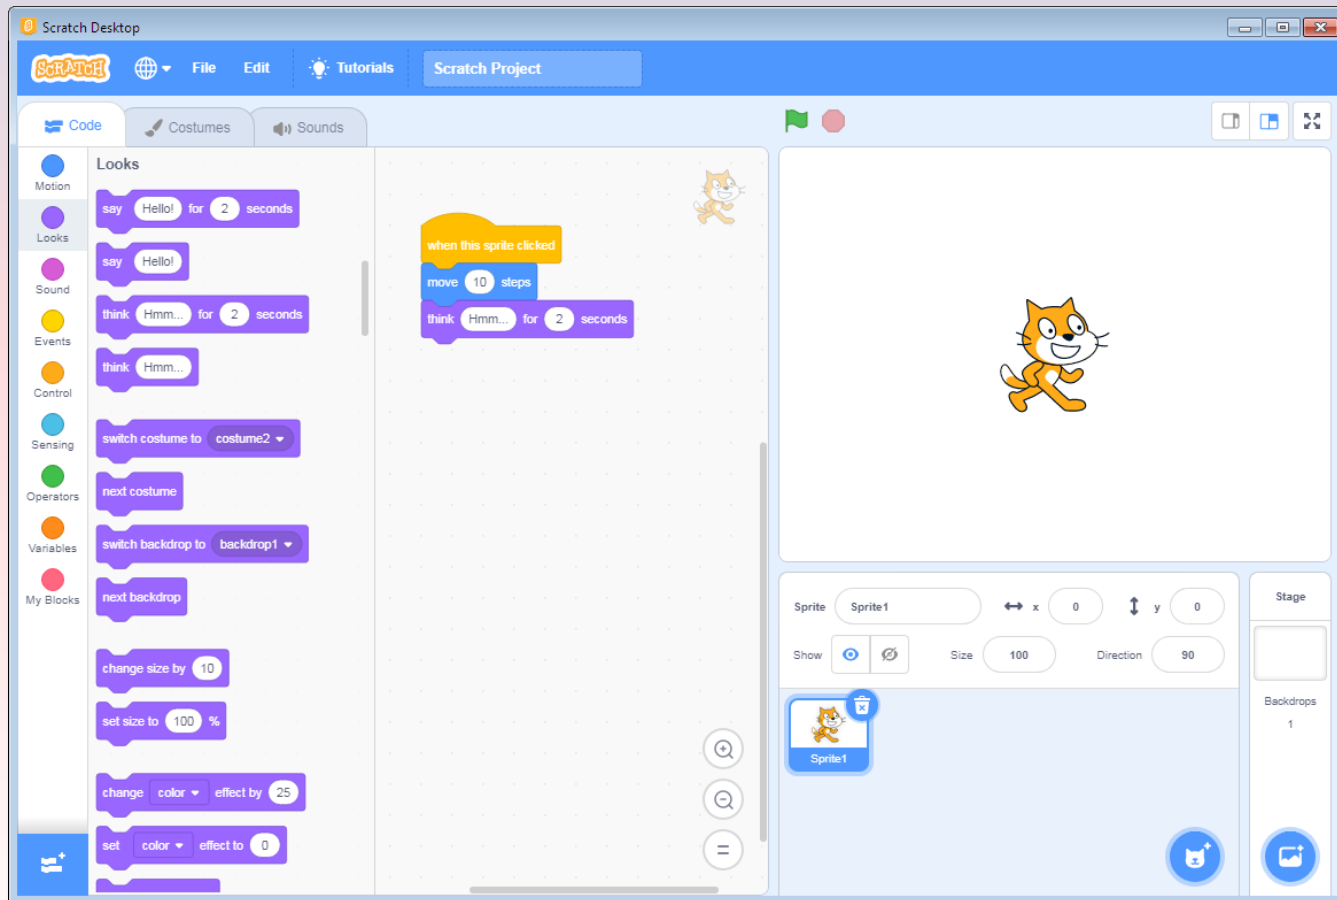 Scratch Desktop
SCRATCH File Edit Tutorials Scratch Project
Code Costumes Sounds
Motion
Looks
Sound
Events
Control
Sensing
Operators
Variables
My Blocks
Looks
say Hello! for 2 seconds
say Hello!
think Hmm... for 2 seconds
think Hmm...
switch costume to costume2
next costume
switch backdrop to backdrop1
next backdrop
change size by 10
set size to 100 %
change color effect by 25
set color effect to 0
when this sprite clicked
move 10 steps
think Hmm... for 2 seconds
Sprite Sprite1 x 0 y 0
Show Size 100 Direction 90
Sprite1
Stage
Backdrops
1